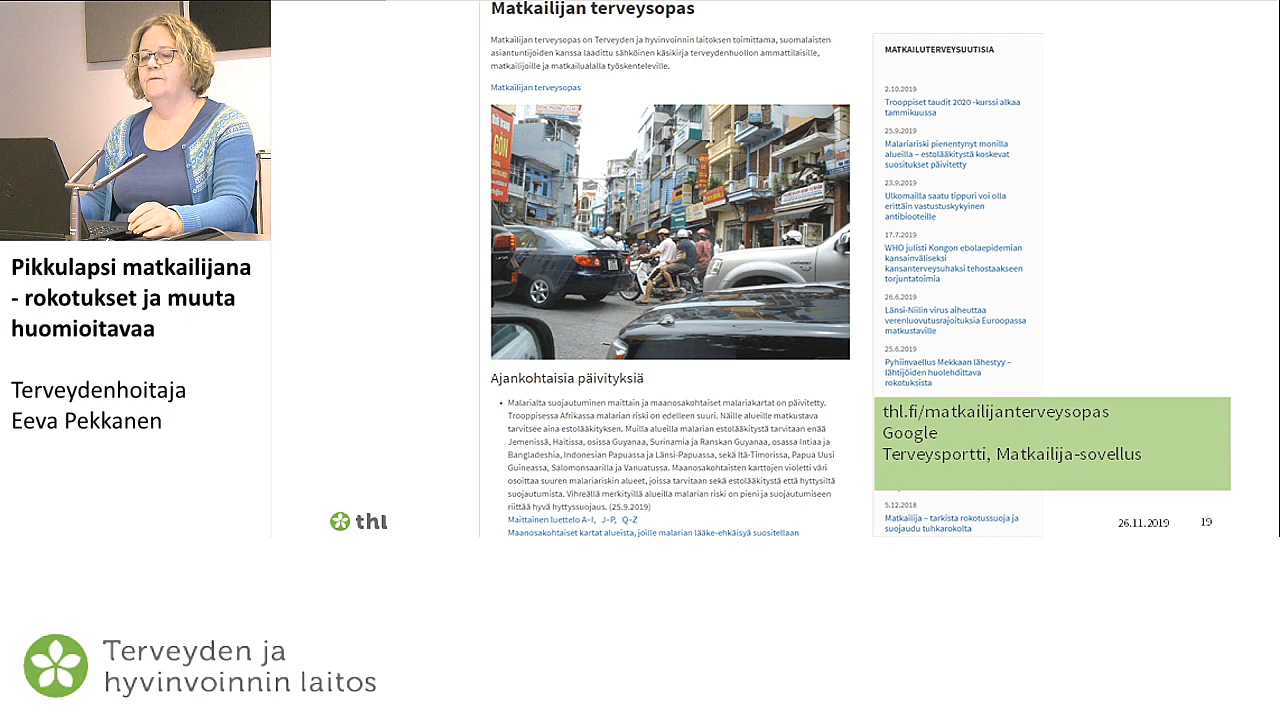 Pikkulapsi matkailijana
- rokotukset ja muuta
huomioitavaa
Terveydenhoitaja
Eeva Pekkanen
Matkailijan terveysopas
Matkailijan terveysopas on Terveyden ja hyvinvoinnin laitoksen toimittama, suomalaisten
asiantuntijoiden kanssa laadittu sähköinen käsikirja terveydenhuollon ammattilaisille,
matkailijoille ja matkailualalla työskenteleville.
Matkailijan terveysopas
GON
Ajankohtaisia päivityksiä
• Malarialta suojautuminen maittain ja maanosakohtaiset malariakartat on päivitetty.
Trooppisessa Afrikassa malarian riski on edelleen suuri. Näille alueille matkustava
tarvitsee aina estolääkityksen. Muilla alueilla malarian estolääkitystä tarvitaan enää
Jemenissä, Haitissa, osissa Guyanaa, Surinamia ja Ranskan Guyanaa, osassa Intiaa ja
Bangladeshia, Indonesian Papuassa ja Länsi-Papuassa, sekä Itä-Timorissa, Papua Uusi
Guineassa, Salomonsaarilla ja Vanuatussa. Maanosakohtaisten karttojen violetti väri
osoittaa suuren malariariskin alueet, joissa tarvitaan sekä estolääkitystä että hyttysiltä
suojautumista. Vihreällä merkityillä alueilla malarian riski on pieni ja suojautumiseen
riittää hyvä hyttyssuojaus. (25.9.2019)
Maittainen luettelo A-I, J-P, Q-Z
Maanosakohtaiset kartat alueista, joille malarian lääke-ehkäisyä suositellaan
MATKAILUTERVEYSUUTISIA
2.10.2019
Trooppiset taudit 2020 -kurssi alkaa
tammikuussa
25.9.2019
Malariariski pienentynyt monilla
alueilla – estolääkitystä koskevat
suositukset päivitetty
23.9.2019
Ulkomailla saatu tippuri voi olla
erittäin vastustuskykyinen
antibiooteille
17.7.2019
WHO julisti Kongon ebolaepidemian
kansainväliseksi
kansanterveysuhaksi tehostaakseen
torjuntatoimia
26.6.2019
Länsi-Niilin virus aiheuttaa
verenluovutusrajoituksia Euroopassa
matkustaville
25.6.2019
Pyhiinvaellus Mekkaan lähestyy –
lähtijöiden huolehdittava
rokotuksista
thl.fi/matkailijanterveysopas
Google
Terveysportti, Matkailija-sovellus
5.12.2018
Matkailija – tarkista rokotussuoja ja
suojaudu tuhkarokolta
thl
26.11.2019
19
Terveyden ja
hyvinvoinnin laitos